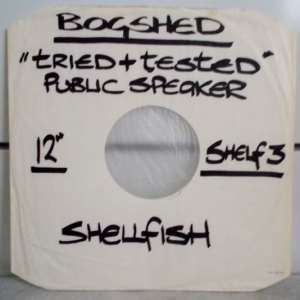 BOGSHED
"tRIED + tEStED"
PUBLIC SPEAKER
12"
SHELF 3
SHELLFISH